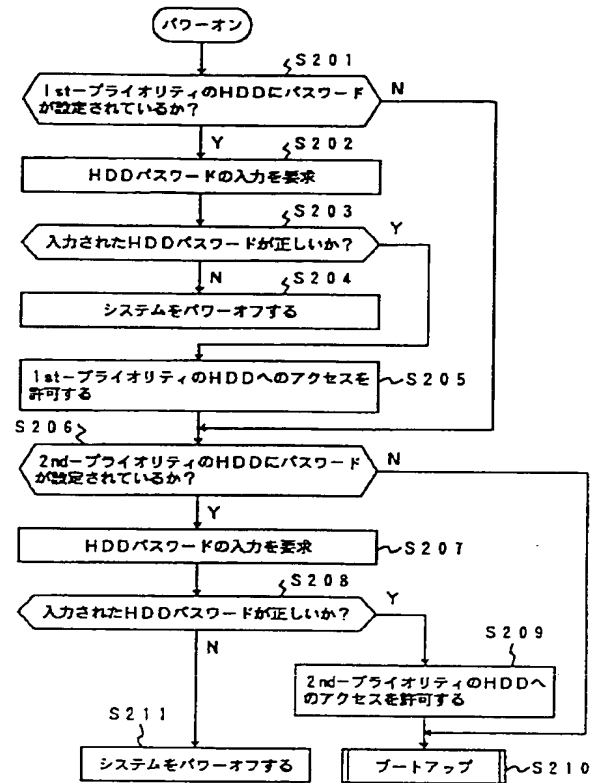 パワーオン
S201
1st-プライオリティのHDDにパスワード
が設定されているか?
N
Y
S202
HDDパスワードの入力を要求
S203
入力されたHDDパスワードが正しいか?
Y
N
S204
システムをパワーオフする
1st-プライオリティのHDDへのアクセスを
許可する
S205
S206
2nd-プライオリティのHDDにパスワード
が設定されているか?
N
Y
HDDパスワードの入力を要求
S207
S208
入力されたHDDパスワードが正しいか?
Y
N
S209
2nd-プライオリティのHDDへ
のアクセスを許可する
S211
システムをパワーオフする
ブートアップ
S210